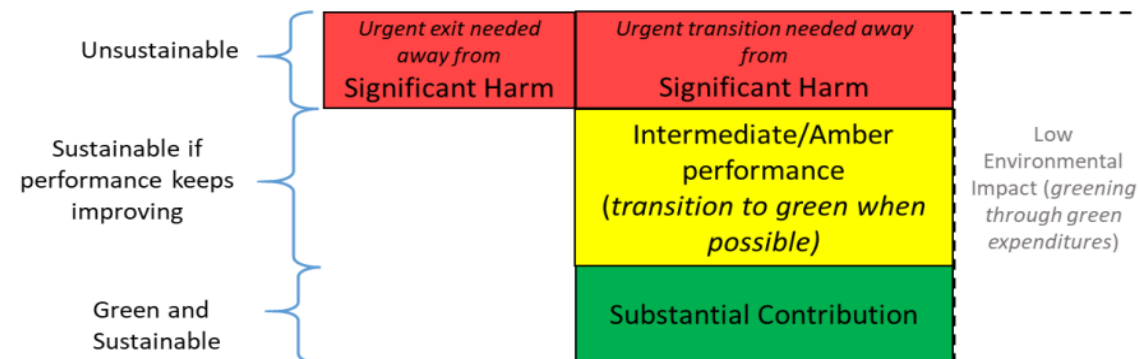 Unsustainable
Urgent exit needed
away from
Significant Harm
Urgent transition needed away
from
Significant Harm
Sustainable if
performance keeps
improving
Intermediate/Amber
performance
(transition to green when
possible)
Low
Environmental
Impact (greening
through green
expenditures)
Green and
Sustainable
Substantial Contribution